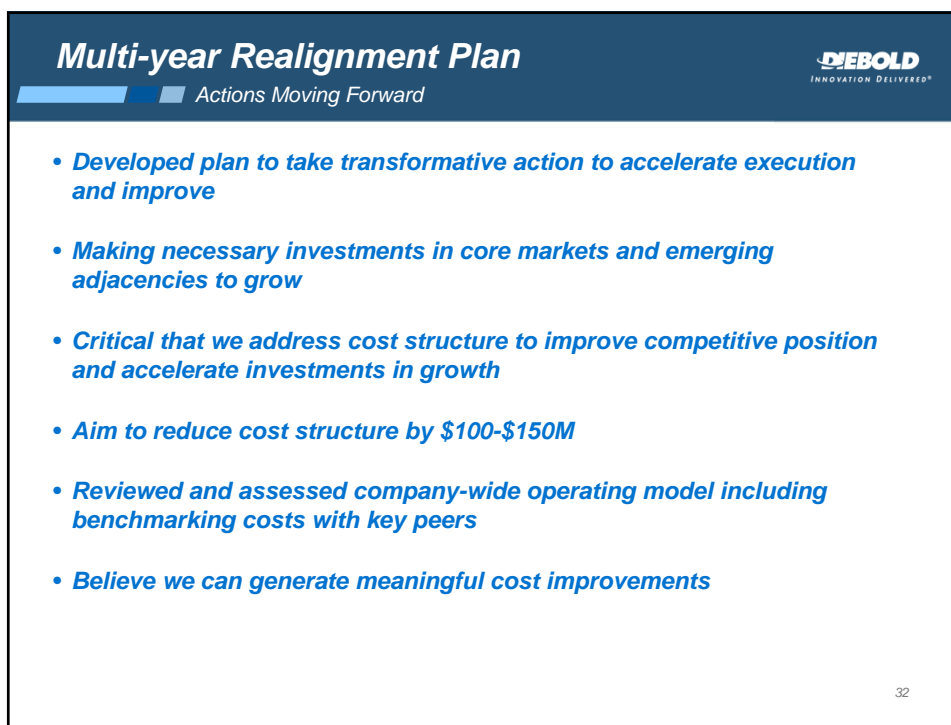 Multi-year Realignment Plan
DIEBOLD
INNOVATION DELIVERED®
Actions Moving Forward
• Developed plan to take transformative action to accelerate execution
and improve
• Making necessary investments in core markets and emerging
adjacencies to grow
• Critical that we address cost structure to improve competitive position
and accelerate investments in growth
• Aim to reduce cost structure by $100-$150M
• Reviewed and assessed company-wide operating model including
benchmarking costs with key peers
• Believe we can generate meaningful cost improvements
32